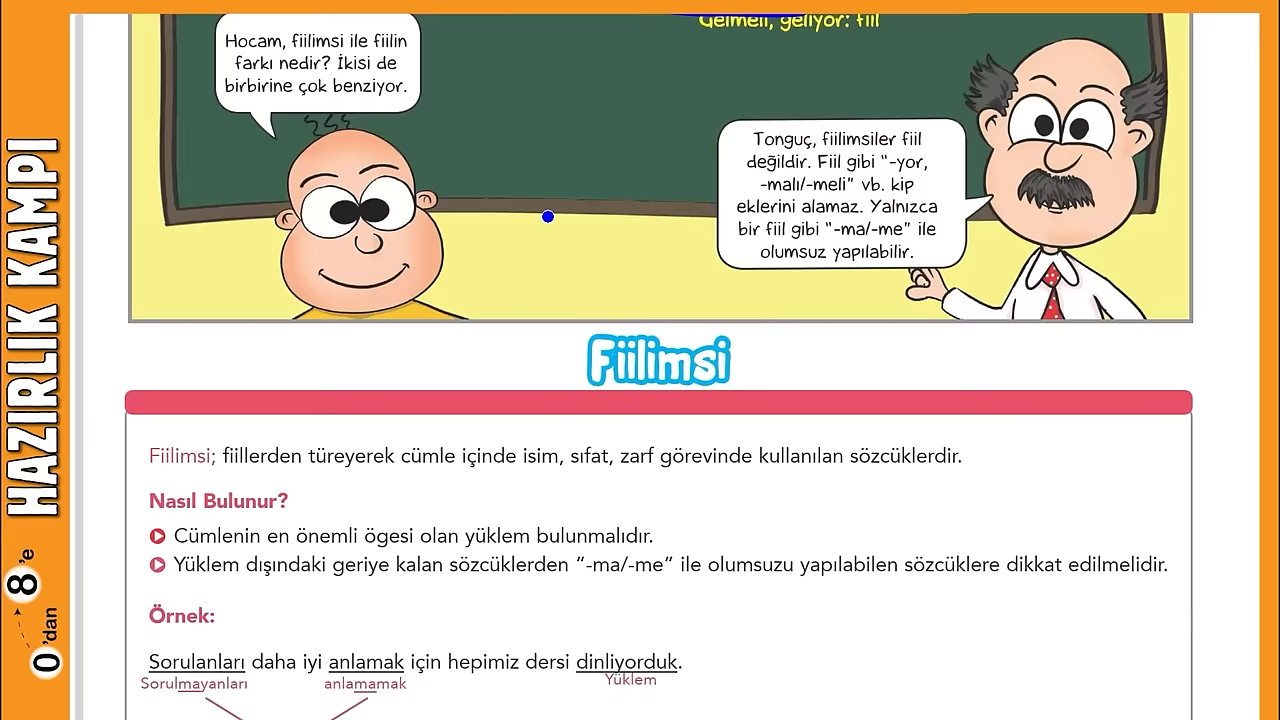 Gelmeli, geliyor: fiil
Hocam, fiilimsi ile fiilin
farkı nedir? İkisi de
birbirine çok benziyor.
Tonguç, fiilimsiler fiil
değildir. Fiil gibi “-yor,
-malı/-meli” vb. kip
eklerini alamaz. Yalnızca
bir fiil gibi “-ma/-me” ile
olumsuz yapılabilir.
HAZIRLIK KAMPI
0’dan 8’e
Fiilimsi
Fiilimsi; fiillerden türeyerek cümle içinde isim, sıfat, zarf görevinde kullanılan sözcüklerdir.
Nasıl Bulunur?
Cümlenin en önemli ögesi olan yüklem bulunmalıdır.
Yüklem dışındaki geriye kalan sözcüklerden “-ma/-me” ile olumsuzu yapılabilen sözcüklere dikkat edilmelidir.
Örnek:
Sorulanları daha iyi anlamak için hepimiz dersi dinliyorduk.
Sorulmayanları anlamamak Yüklem